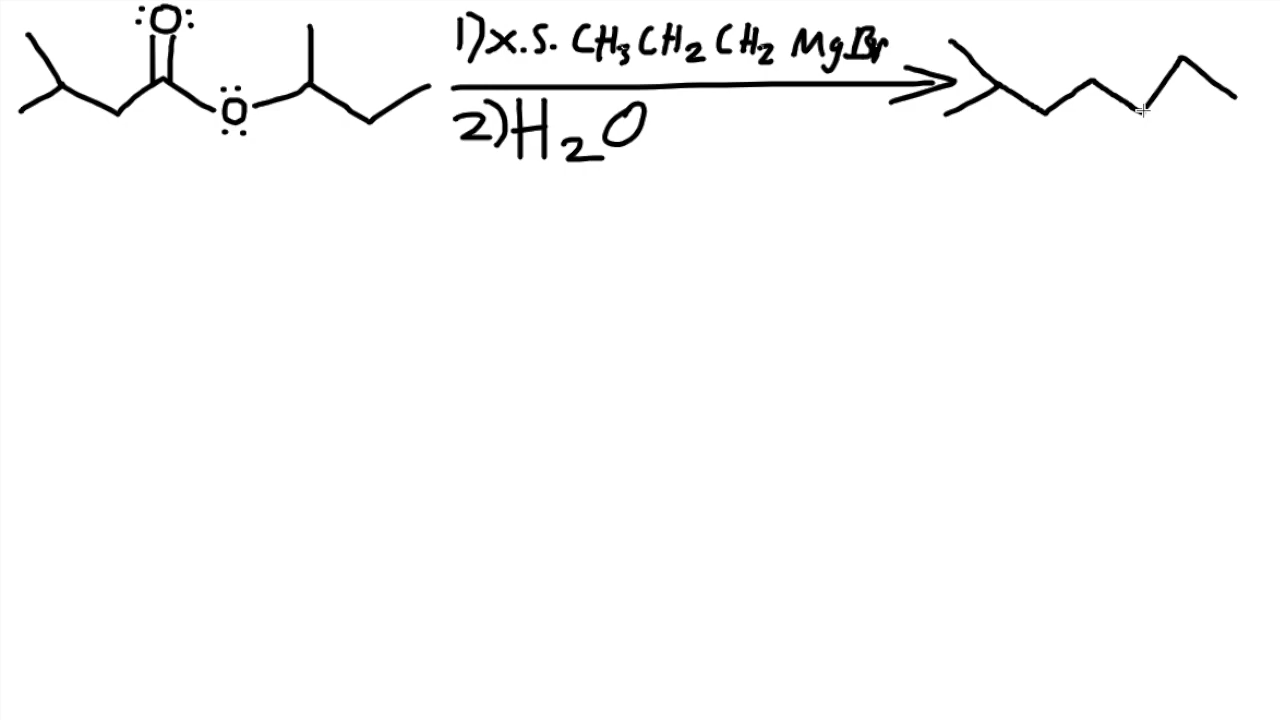 O
O
1) X.S. CH₃CH₂CH₂MgBr
2) H₂O